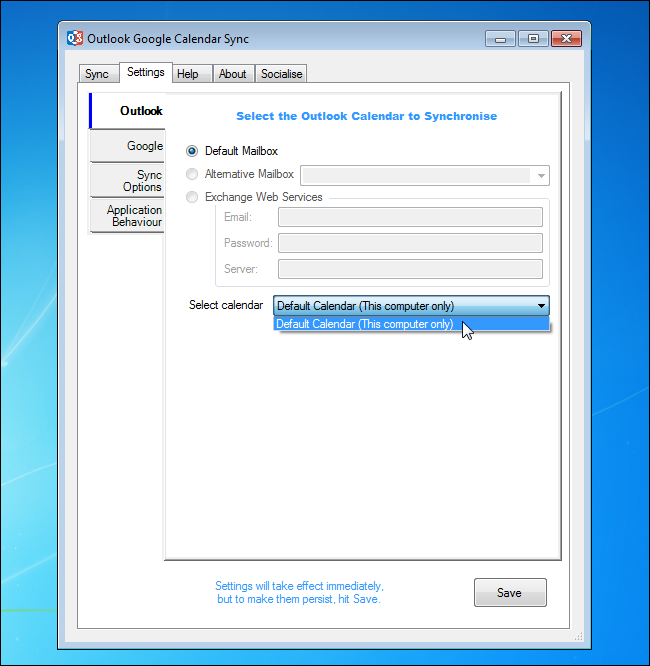 Outlook Google Calendar Sync
Sync Settings Help About Socialise
Outlook
Google
Sync
Options
Application
Behaviour
Select the Outlook Calendar to Synchronise
Default Mailbox
Alternative Mailbox
Exchange Web Services
Email:
Password:
Server:
Select calendar Default Calendar (This computer only)
Default Calendar (This computer only)
Settings will take effect immediately,
but to make them persist, hit Save.
Save